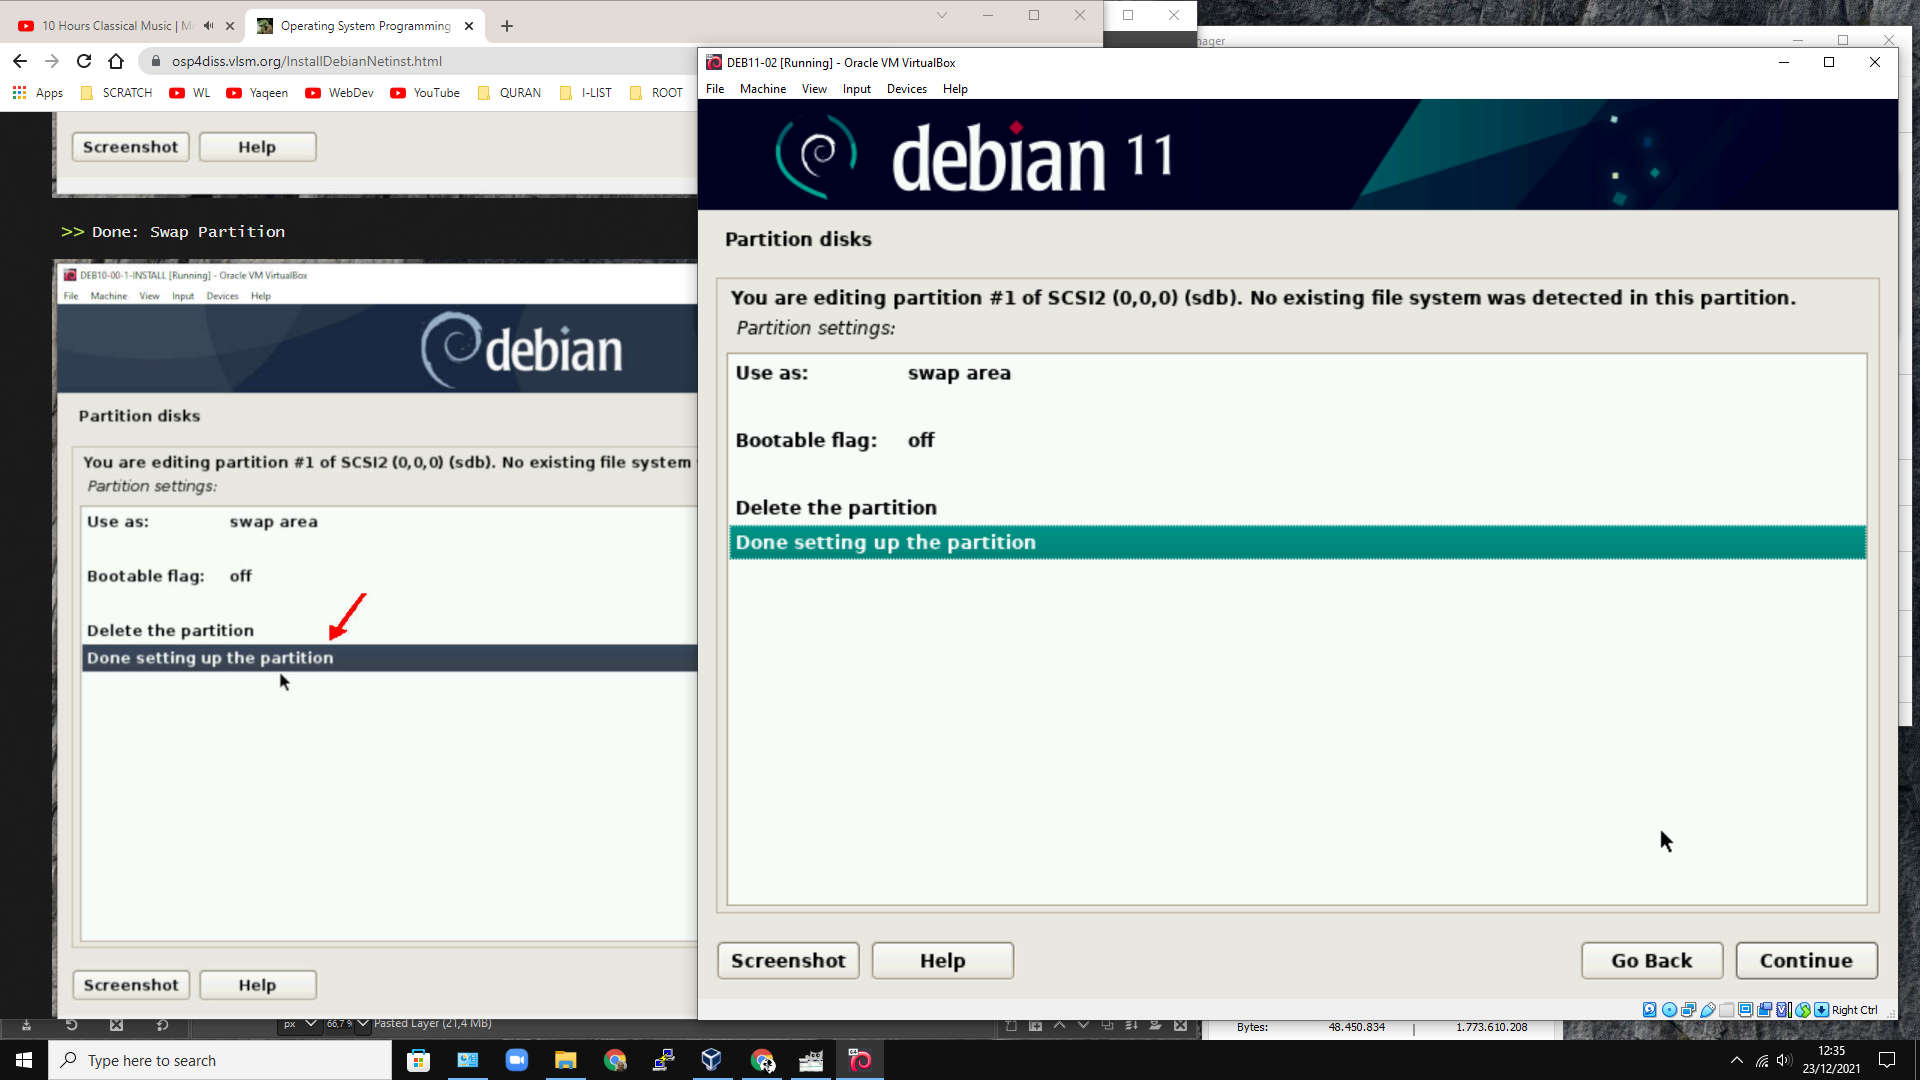 10 Hours Classical Music | M
Operating System Programming
osp4diss.vlsm.org/InstallDebianNetinst.html
Apps
SCRATCH
WL
Yaqeen
WebDev
YouTube
QURAN
I-LIST
ROOT
Screenshot
Help
>> Done: Swap Partition
DEB10-00-1-INSTALL [Running] - Oracle VM VirtualBox
File Machine View Input Devices Help
debian
Partition disks
You are editing partition #1 of SCSI2 (0,0,0) (sdb). No existing file system
Partition settings:
Use as: swap area
Bootable flag: off
Delete the partition
Done setting up the partition
Screenshot
Help
px
66,7
Pasted Layer (21,4 MB)
nager
DEB11-02 [Running] - Oracle VM VirtualBox
File Machine View Input Devices Help
debian 11
Partition disks
You are editing partition #1 of SCSI2 (0,0,0) (sdb). No existing file system was detected in this partition.
Partition settings:
Use as: swap area
Bootable flag: off
Delete the partition
Done setting up the partition
Screenshot
Help
Go Back
Continue
Right Ctrl
Bytes: 48.450.834 | 1.773.610.208
Type here to search
12:35
23/12/2021